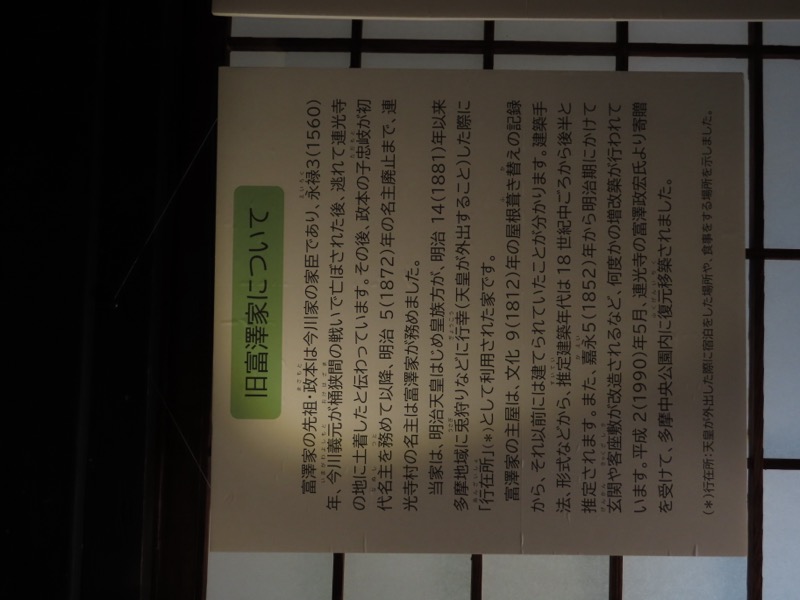 旧富澤家について
富澤家の先祖・政本は今川家の家臣であり、永禄3(1560)
年、今川義元が桶狭間の戦いで亡ぼされた後、逃れて連光寺
の地に土着したと伝わっています。その後、政本の子忠岐が初
代名主を務めて以降、明治 5(1872)年の名主廃止まで、連
光寺村の名主は富澤家が務めました。
当家は、明治天皇はじめ皇族方が、明治 14(1881)年以来
多摩地域に兎狩りなどに行幸(天皇が外出すること)した際に
「行在所」(*)として利用された家です。
富澤家の主屋は、文化 9(1812)年の屋根葺き替えの記録
から、それ以前には建てられていたことが分かります。建築手
法、形式などから、推定建築年代は 18 世紀中ごろから後半と
推定されます。また、嘉永5(1852)年から明治期にかけて
玄関や客座敷が改造されるなど、何度かの増改築が行われて
います。平成 2(1990)年5月、連光寺の富澤政宏氏より寄贈
を受けて、多摩中央公園内に復元移築されました。
(*)行在所:天皇が外出した際に宿泊をした場所や、食事をする場所を示しました。